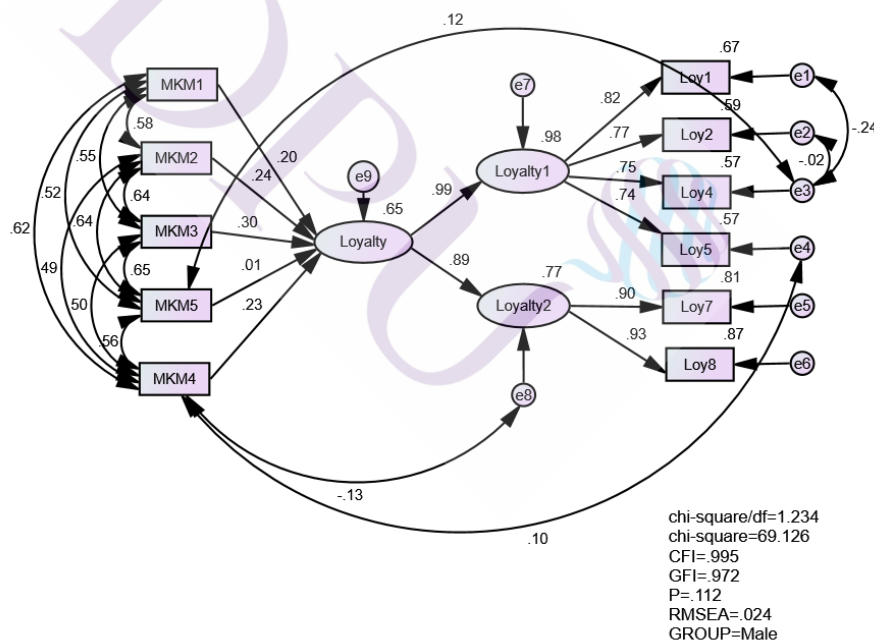 .12
.67
MKM1
Loy1
e1
e7
.82
.59
.58
-.24
MKM2
.98
.77
Loy2
e2
.55
.20
Loyalty1
.57
-.02
.24
.75
.52
e9
.99
.74
Loy4
e3
.64
.65
.57
.62
.64
MKM3
.30
Loyalty
Loy5
e4
.49
.65
.01
.89
.77
.81
.50
MKM5
.23
Loyalty2
.90
Loy7
e5
.56
.93
.87
MKM4
Loy8
e6
e8
-.13
.10
chi-square/df=1.234
chi-square=69.126
CFI=.995
GFI=.972
P=.112
RMSEA=.024
GROUP=Male